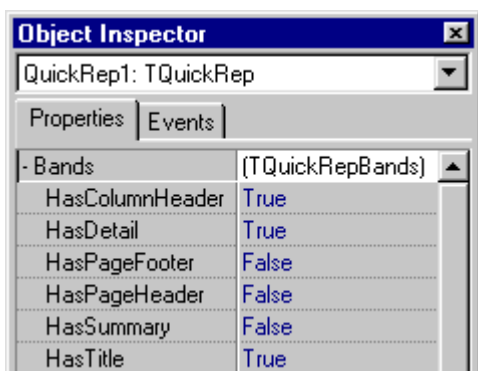 Object Inspector
QuickRep1: TQuickRep
Properties Events
- Bands (TQuickRepBands)
HasColumnHeader True
HasDetail True
HasPageFooter False
HasPageHeader False
HasSummary False
HasTitle True